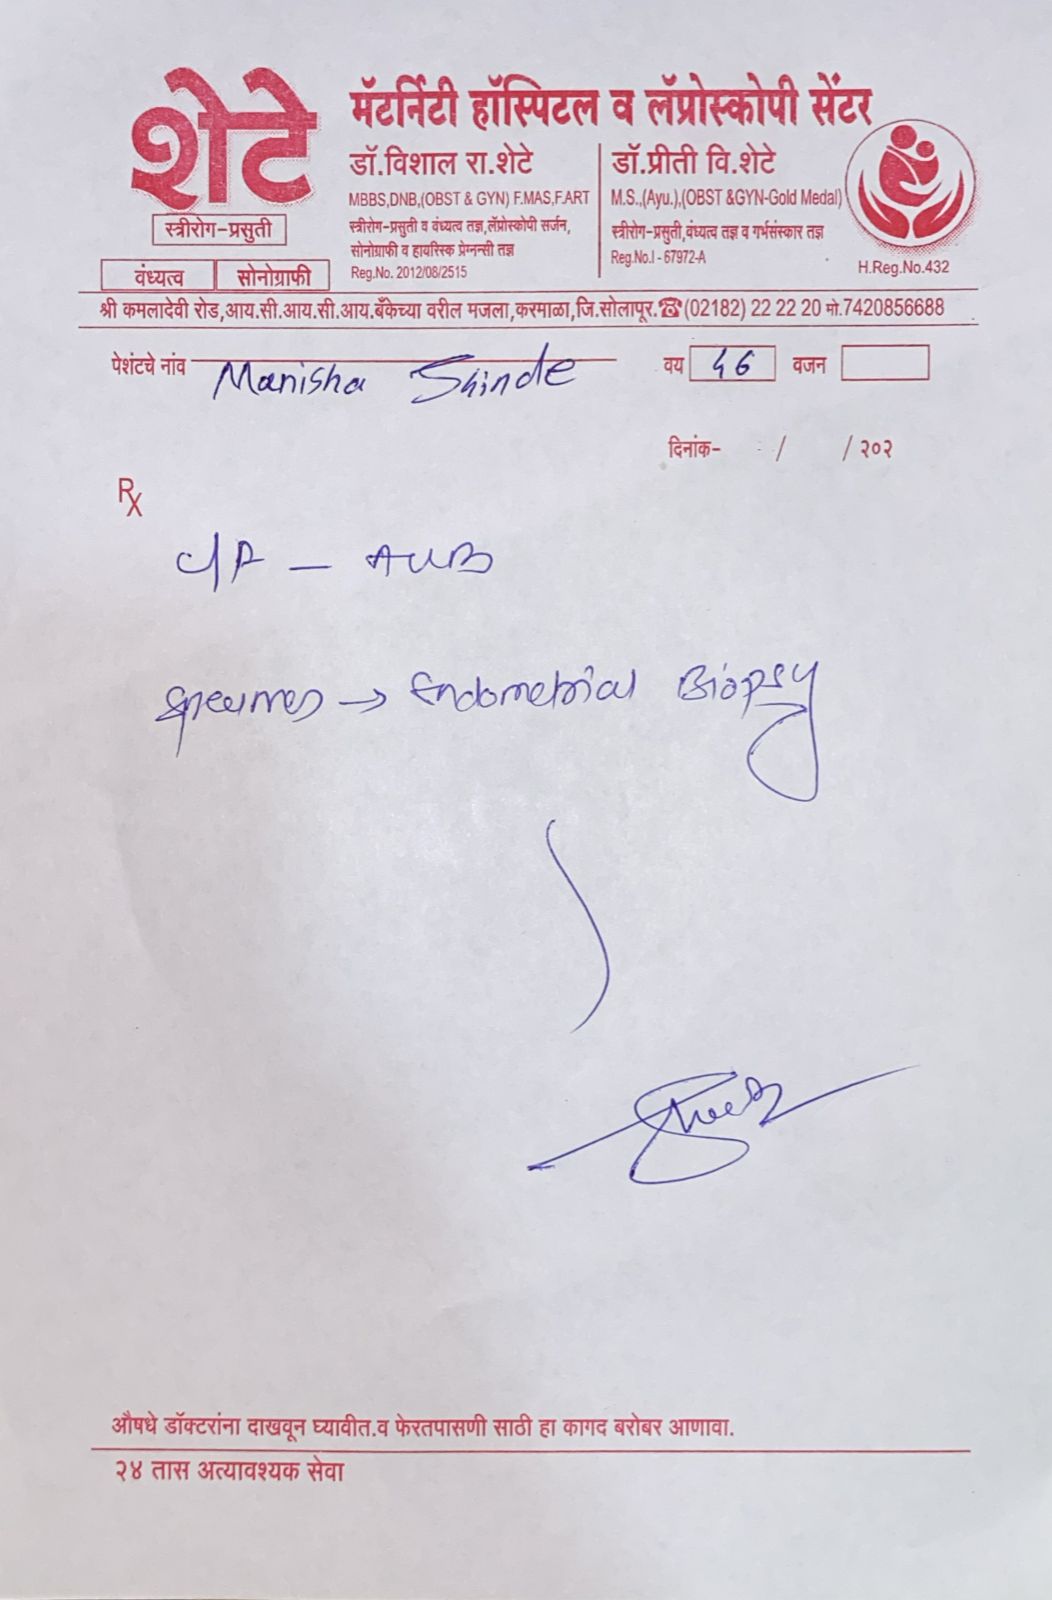 शेटे
मॅटर्निटी हॉस्पिटल व लॅप्रोस्कोपी सेंटर
स्त्रीरोग-प्रसुती
वंध्यत्व सोनोग्राफी
डॉ.विशाल रा.शेटे
MBBS,DNB,(OBST & GYN) F.MAS,F.ART
स्त्रीरोग-प्रसुती व वंध्यत्व तज्ञ,लॅप्रोस्कोपी सर्जन,
सोनोग्राफी व हायरिस्क प्रेग्नन्सी तज्ञ
Reg.No. 2012/08/2515
डॉ.प्रीती वि.शेटे
M.S.,(Ayu.),(OBST &GYN-Gold Medal)
स्त्रीरोग-प्रसुती,वंध्यत्व तज्ञ व गर्भसंस्कार तज्ञ
Reg.No.I - 67972-A
H.Reg.No.432
श्री कमलादेवी रोड,आय.सी.आय.सी.आय.बँकेच्या वरील मजला,करमाळा,जि.सोलापूर.☎(02182) 22 22 20 मो.7420856688
पेशंटचे नांव Manisha Shinde वय 46 वजन
दिनांक- / / २०२
Rx
— AUB
specimen → Endometrial Biopsy
औषधे डॉक्टरांना दाखवून घ्यावीत.व फेरतपासणी साठी हा कागद बरोबर आणावा.
२४ तास अत्यावश्यक सेवा